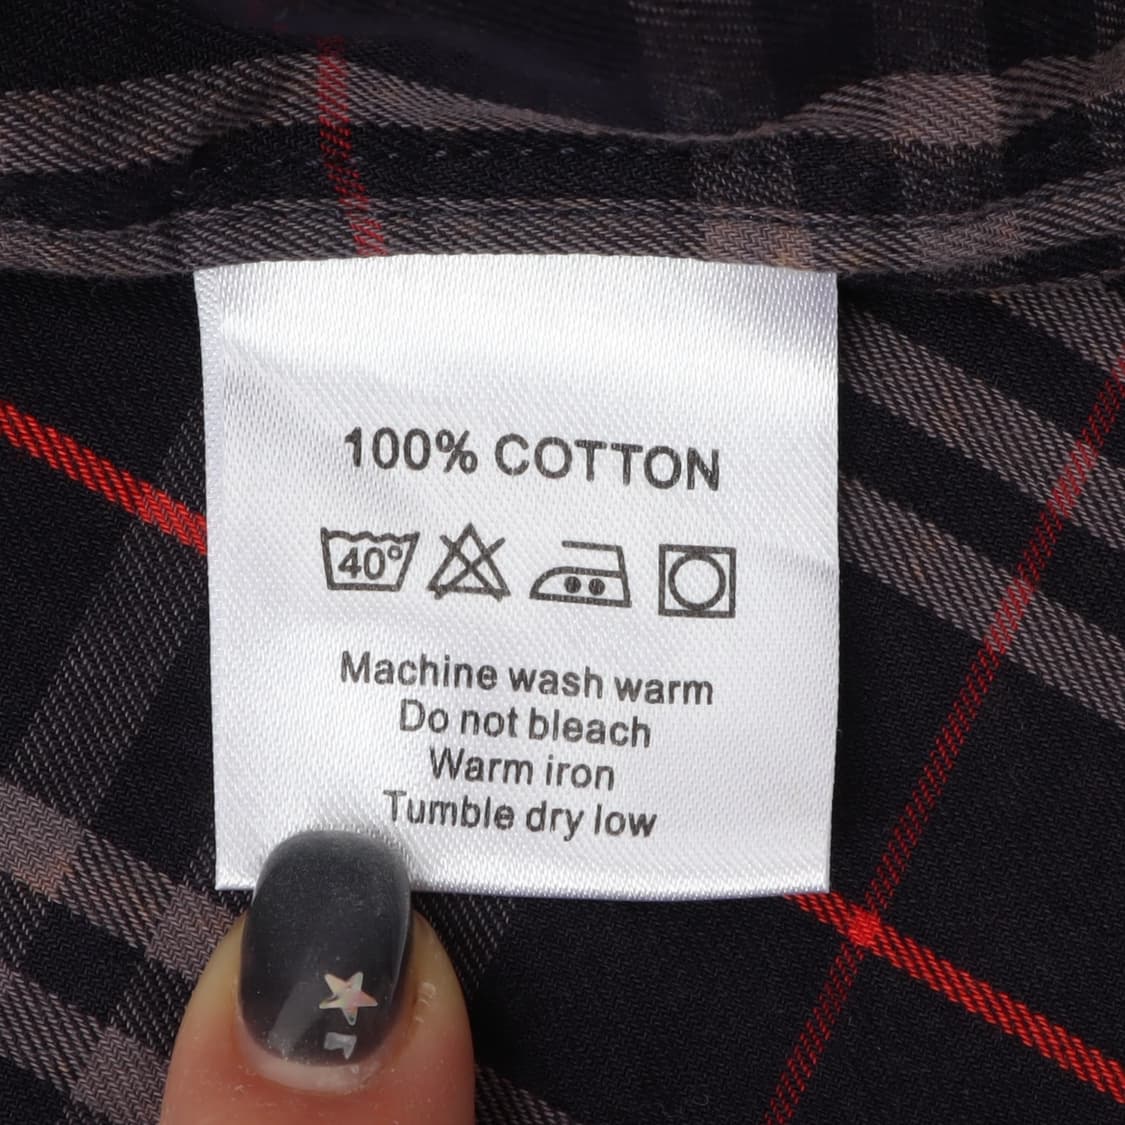 100% COTTON
40°
Machine wash warm
Do not bleach
Warm iron
Tumble dry low